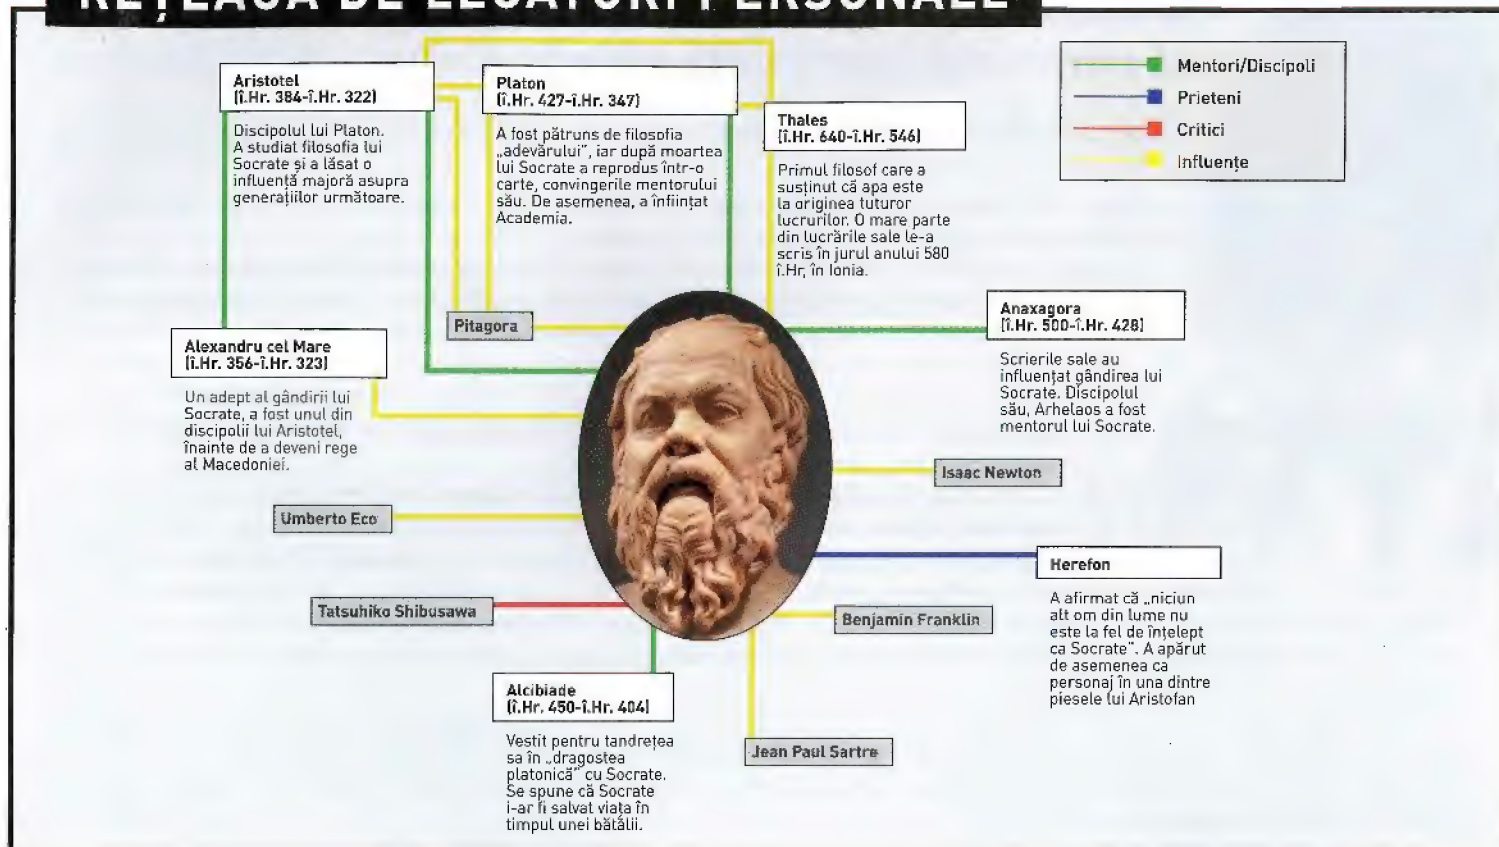 REȚEAUA DE LEGĂTURI PERSONALE
Mentori/Discipoli
Prieteni
Critici
Influențe
Aristotel
(î.Hr. 384-î.Hr. 322)
Discipolul lui Platon.
A studiat filosofia lui
Socrate și a lăsat o
influență majoră asupra
generațiilor următoare.
Platon
(î.Hr. 427-î.Hr. 347)
A fost pătruns de filosofia
„adevărului”, iar după moartea
lui Socrate a reprodus într-o
carte, convingerile mentorului
său. De asemenea, a înființat
Academia.
Thales
(î.Hr. 640-î.Hr. 546)
Primul filosof care a
susținut că apa este
la originea tuturor
lucrurilor. O mare parte
din lucrările sale le-a
scris în jurul anului 580
î.Hr, în Ionia.
Pitagora
Anaxagora
(î.Hr. 500-î.Hr. 428)
Scrierile sale au
influențat gândirea lui
Socrate. Discipolul
său, Arhelaos a fost
mentorul lui Socrate.
Alexandru cel Mare
(î.Hr. 356-î.Hr. 323)
Un adept al gândirii lui
Socrate, a fost unul din
discipolii lui Aristotel,
înainte de a deveni rege
al Macedoniei.
Isaac Newton
Umberto Eco
Herefon
A afirmat că „niciun
alt om din lume nu
este la fel de înțelept
ca Socrate”. A apărut
de asemenea ca
personaj în una dintre
piesele lui Aristofan
Tatsuhiko Shibusawa
Benjamin Franklin
Alcibiade
(î.Hr. 450-î.Hr. 404)
Vestit pentru tandrețea
sa în „dragostea
platonică” cu Socrate.
Se spune că Socrate
i-ar fi salvat viața în
timpul unei bătălii.
Jean Paul Sartre